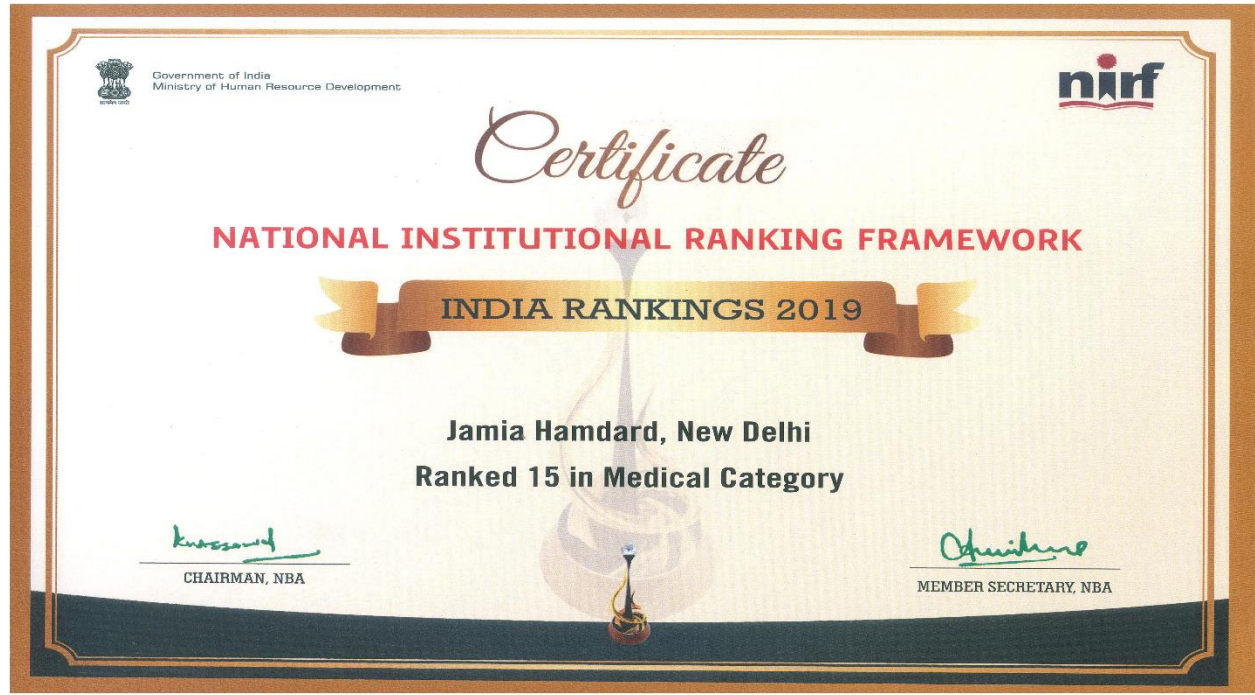 Government of India
Ministry of Human Resource Development
nirf
Certificate
NATIONAL INSTITUTIONAL RANKING FRAMEWORK
INDIA RANKINGS 2019
Jamia Hamdard, New Delhi
Ranked 15 in Medical Category
CHAIRMAN, NBA
MEMBER SECRETARY, NBA